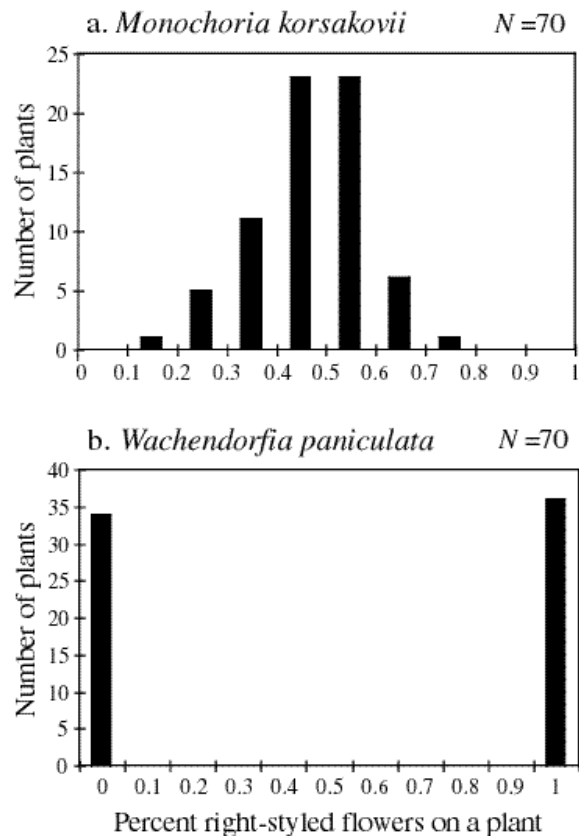 a. Monochoria korsakovii N =70
Number of plants
25
20
15
10
5
0
0 0.1 0.2 0.3 0.4 0.5 0.6 0.7 0.8 0.9 1
b. Wachendorfia paniculata N =70
Number of plants
40
35
30
25
20
15
10
5
0
0 0.1 0.2 0.3 0.4 0.5 0.6 0.7 0.8 0.9 1
Percent right-styled flowers on a plant